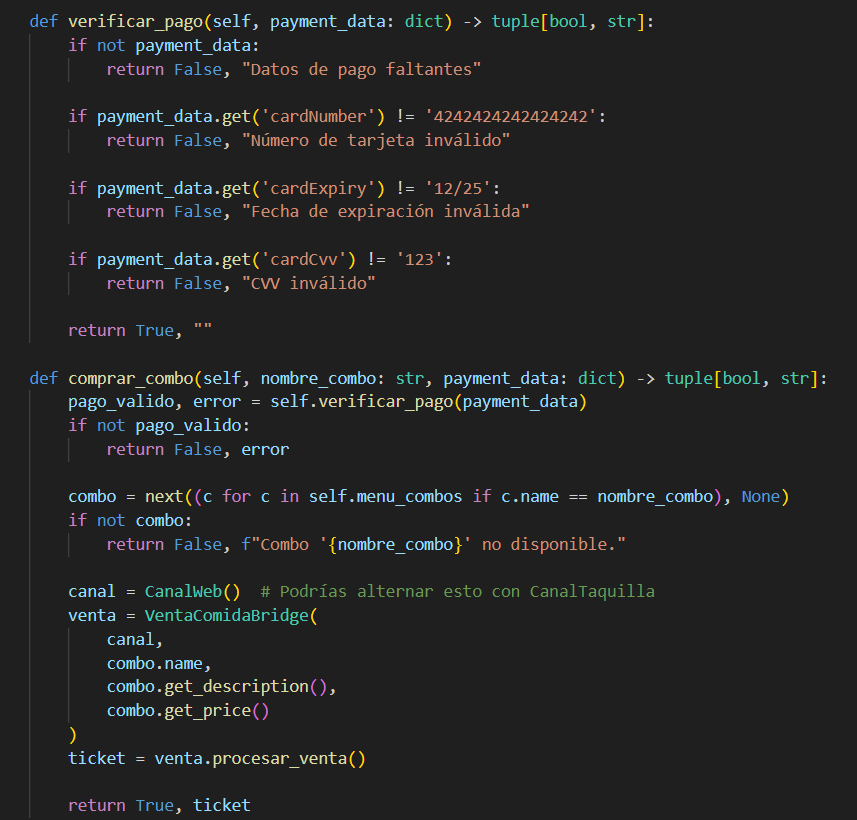 def verificar_pago(self, payment_data: dict) -> tuple[bool, str]:
    if not payment_data:
        return False, "Datos de pago faltantes"

    if payment_data.get('cardNumber') != '4242424242424242':
        return False, "Número de tarjeta inválido"

    if payment_data.get('cardExpiry') != '12/25':
        return False, "Fecha de expiración inválida"

    if payment_data.get('cardCvv') != '123':
        return False, "CVV inválido"

    return True, ""

def comprar_combo(self, nombre_combo: str, payment_data: dict) -> tuple[bool, str]:
    pago_valido, error = self.verificar_pago(payment_data)
    if not pago_valido:
        return False, error

    combo = next((c for c in self.menu_combos if c.name == nombre_combo), None)
    if not combo:
        return False, f"Combo '{nombre_combo}' no disponible."

    canal = CanalWeb()  # Podrías alternar esto con CanalTaquilla
    venta = VentaComidaBridge(
        canal,
        combo.name,
        combo.get_description(),
        combo.get_price()
    )
    ticket = venta.procesar_venta()

    return True, ticket